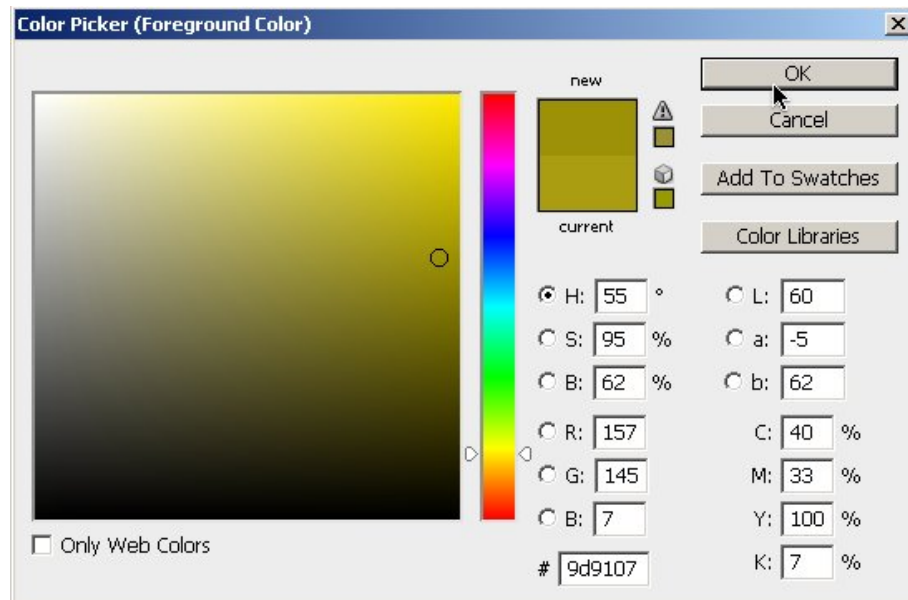 Color Picker (Foreground Color)
new
current
OK
Cancel
Add To Swatches
Color Libraries
H: 55 °
S: 95 %
B: 62 %
R: 157
G: 145
B: 7
# 9d9107
L: 60
a: -5
b: 62
C: 40 %
M: 33 %
Y: 100 %
K: 7 %
Only Web Colors